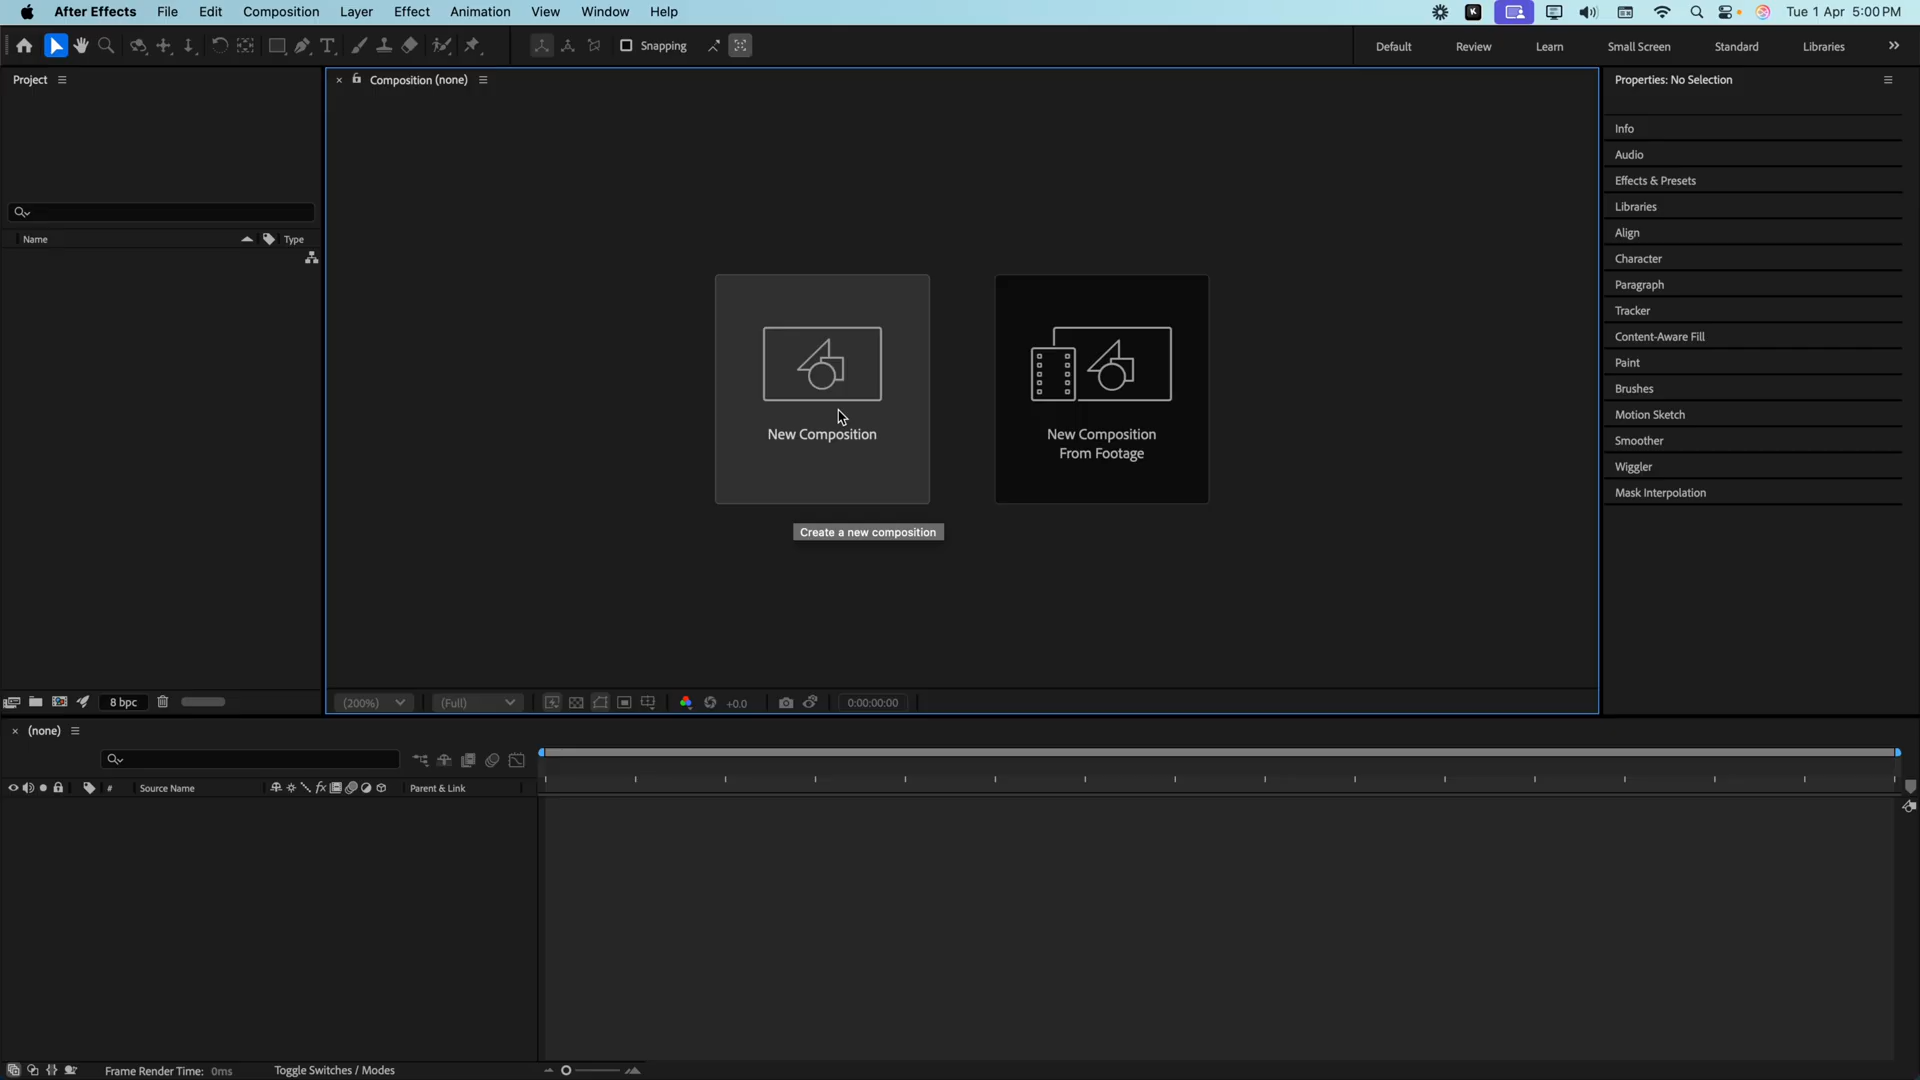 After Effects File Edit Composition Layer Effect Animation View Window Help Tue 1 Apr 5:00 PM
Snapping Default Review Learn Small Screen Standard Libraries
Project
Composition (none)
Properties: No Selection
Info
Audio
Effects & Presets
Libraries
Align
Character
Paragraph
Tracker
Content-Aware Fill
Paint
Brushes
Motion Sketch
Smoother
Wiggler
Mask Interpolation
Name Type
New Composition
New Composition
From Footage
Create a new composition
8 bpc
(200%) (Full) +0.0 0:00:00:00
(none)
# Source Name fx Parent & Link
Frame Render Time: 0ms Toggle Switches / Modes